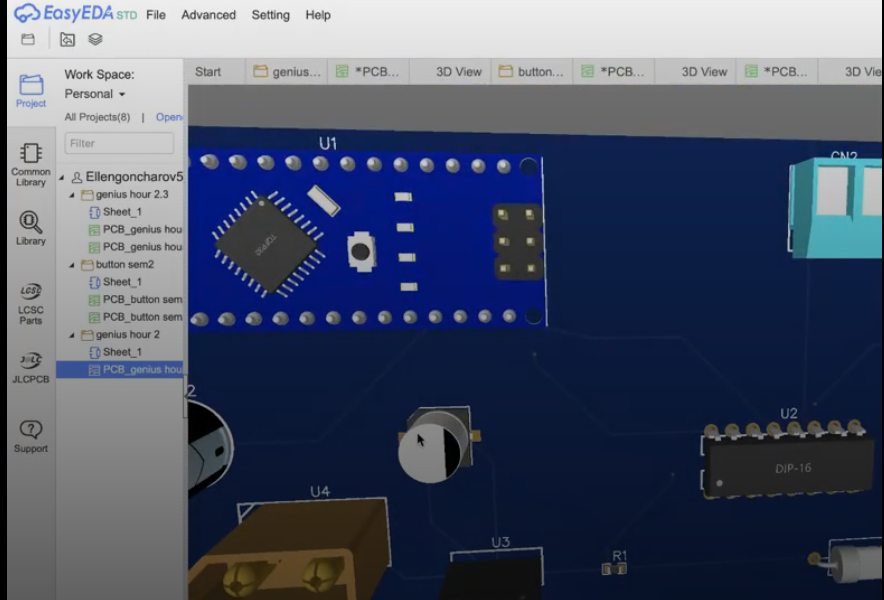 EasyEDA STD File Advanced Setting Help
Start genius... *PCB... 3D View button... *PCB... 3D View *PCB... 3D Vie
Project
Common
Library
Library
LCSC
LCSC
Parts
JLCPCB
Support
Work Space:
Personal
All Projects(8) | Open
Filter
Ellengoncharov5
genius hour 2.3
Sheet_1
PCB_genius hou
PCB_genius hou
button sem2
Sheet_1
PCB_button sem
PCB_button sem
genius hour 2
Sheet_1
PCB_genius hou
U1
CN2
2
U2
DIP-16
U4
U3
R1